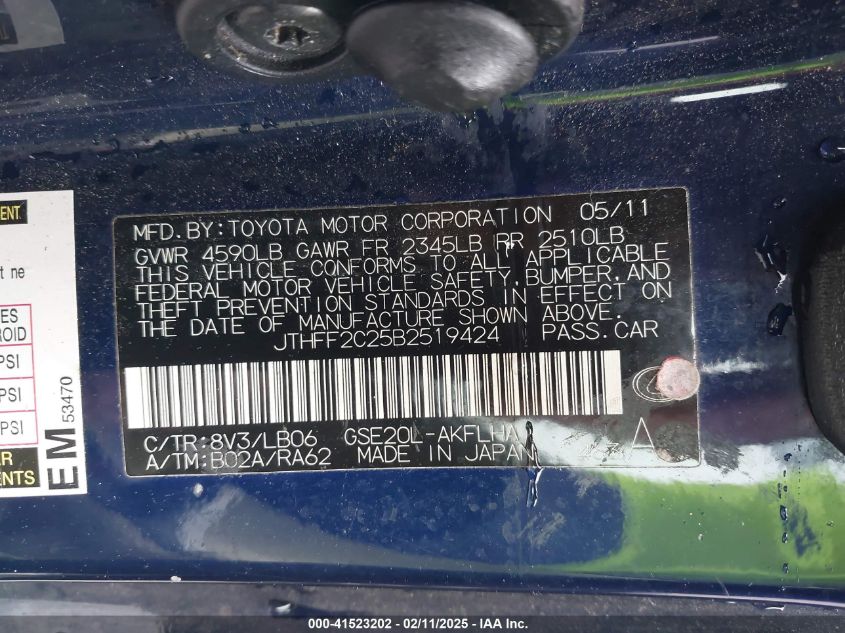 MFD.BY:TOYOTA MOTOR CORPORATION 05/11
GVWR 4590LB GAWR FR 2345LB RR 2510LB
THIS VEHICLE CONFORMS TO ALL APPLICABLE
FEDERAL MOTOR VEHICLE SAFETY,BUMPER,AND
THEFT PREVENTION STANDARDS IN EFFECT ON
THE DATE OF MANUFACTURE SHOWN ABOVE.
JTHFF2C25B2519424 PASS.CAR
C/TR:8V3/LB06 GSE20L-AKFLHA
A/TM:B02A/RA62 MADE IN JAPAN
A
t ne
PSI
PSI
PSI
EM 53470
000-41523202 - 02/11/2025 - IAA Inc.